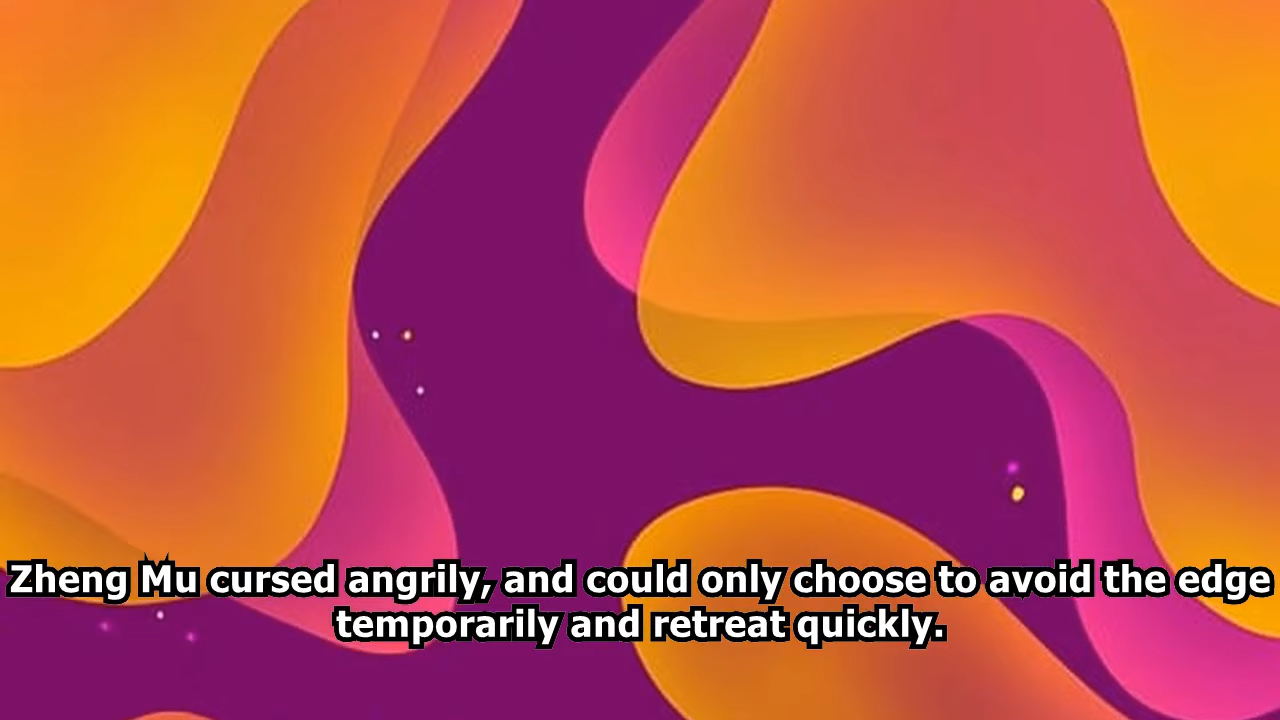 Zheng Mu cursed angrily, and could only choose to avoid the edge
temporarily and retreat quickly.